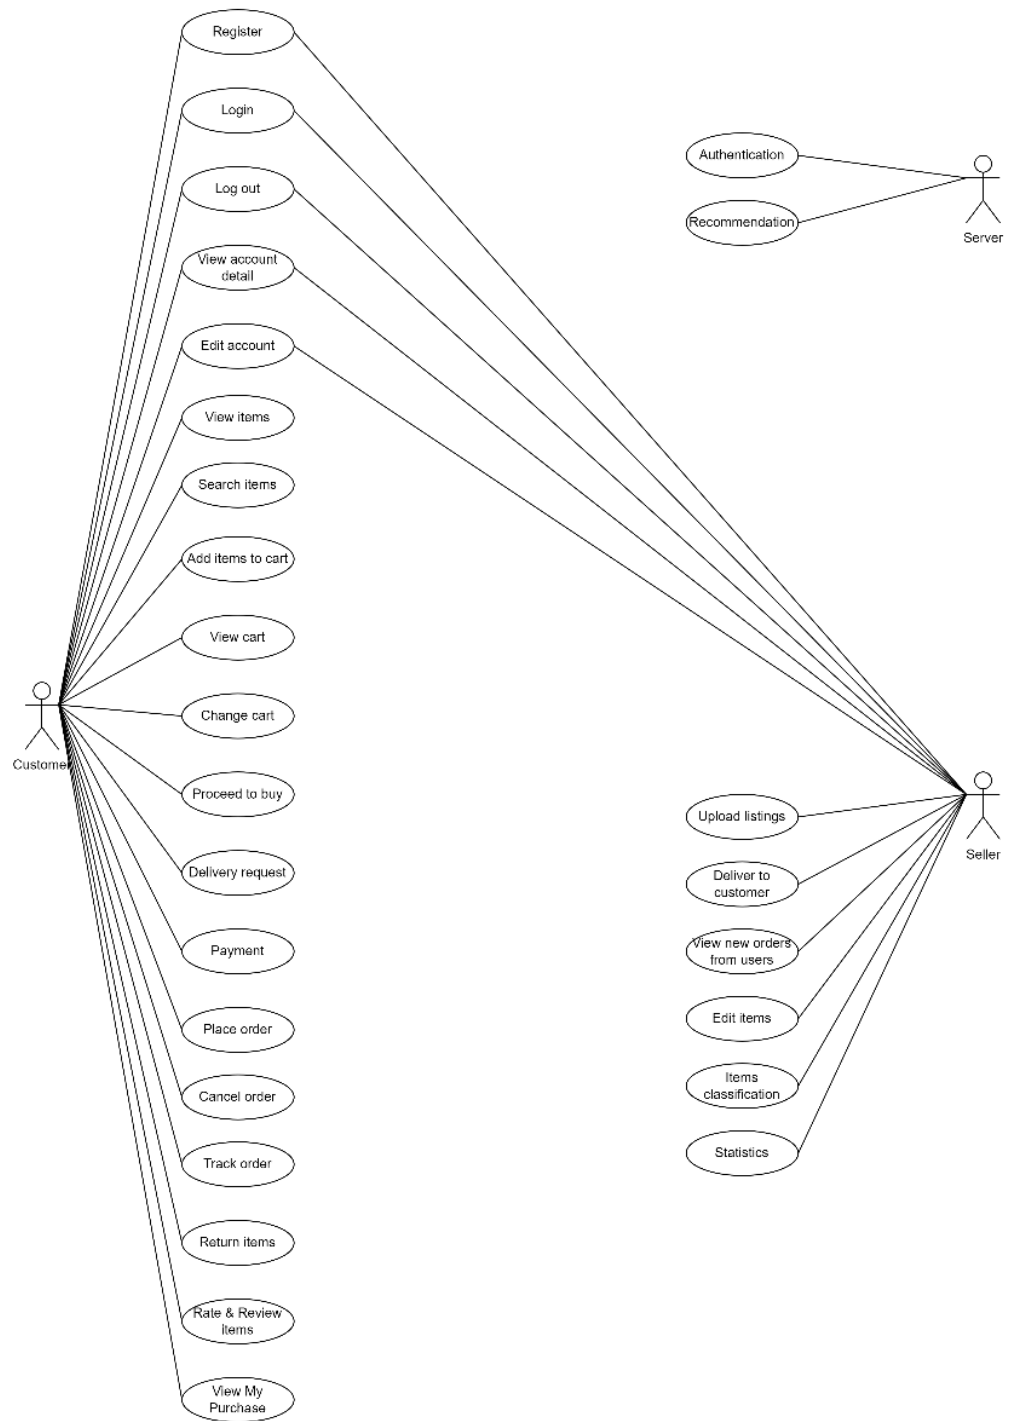 Register
Login
Log out
View account
detail
Edit account
View items
Search items
Add items to cart
View cart
Change cart
Proceed to buy
Delivery request
Payment
Place order
Cancel order
Track order
Return items
Rate & Review
items
View My
Purchase
Customer
Authentication
Recommendation
Server
Upload listings
Deliver to
customer
View new orders
from users
Edit items
Items
classification
Statistics
Seller